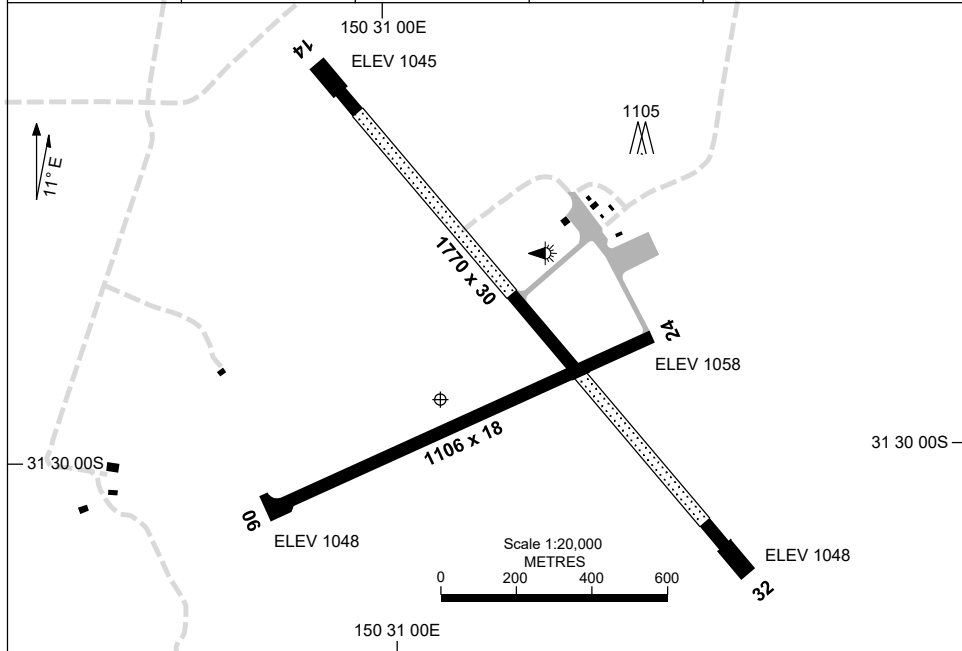 150 31 00E
14
ELEV 1045
1105
11° E
1770 x 30
24
ELEV 1058
1106 x 18
31 30 00S
31 30 00S
06
ELEV 1048
Scale 1:20,000
METRES
0 200 400 600
ELEV 1048
32
150 31 00E